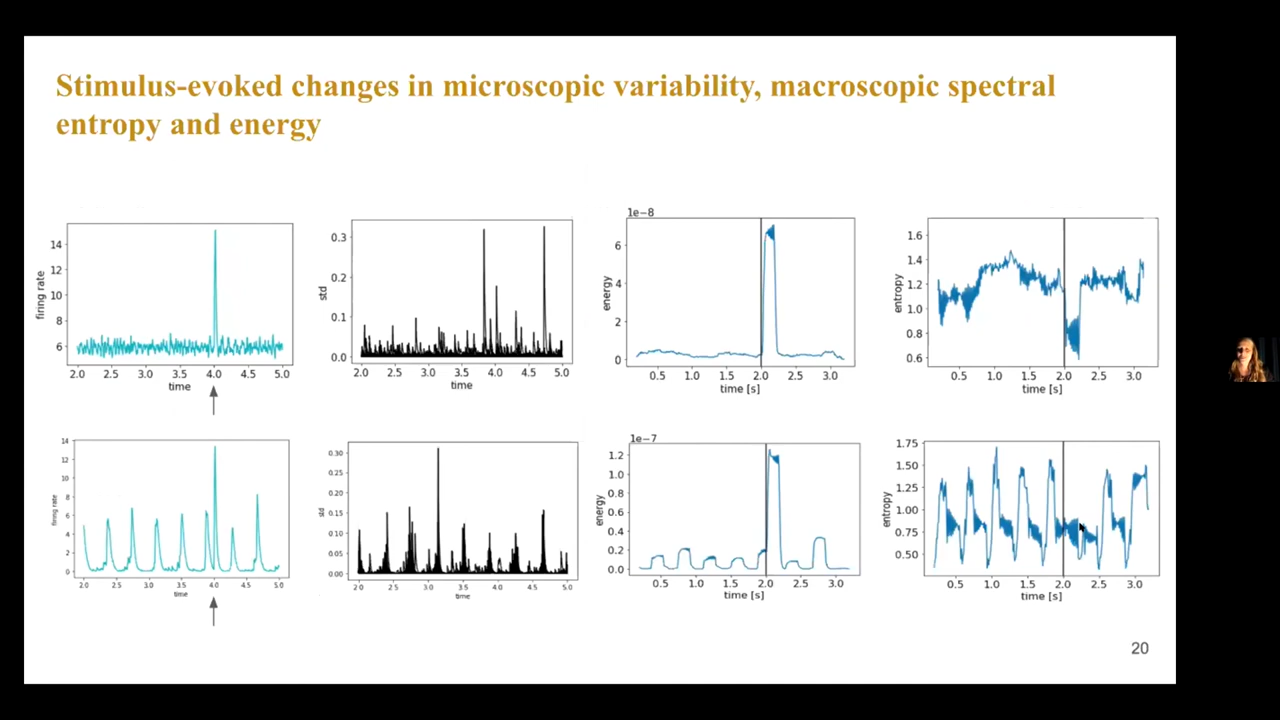 Stimulus-evoked changes in microscopic variability, macroscopic spectral
entropy and energy
14
12
10
8
6
firing rate
2.0 2.5 3.0 3.5 4.0 4.5 5.0
time
0.3
0.2
0.1
0.0
std
2.0 2.5 3.0 3.5 4.0 4.5 5.0
time
1e−8
6
4
2
0
energy
0.5 1.0 1.5 2.0 2.5 3.0
time [s]
1.6
1.4
1.2
1.0
0.8
0.6
entropy
0.5 1.0 1.5 2.0 2.5 3.0
time [s]
14
12
10
8
6
4
2
0
firing rate
2.0 2.5 3.0 3.5 4.0 4.5 5.0
time
0.30
0.25
0.20
0.15
0.10
0.05
0.00
std
2.0 2.5 3.0 3.5 4.0 4.5 5.0
time
1e−7
1.2
1.0
0.8
0.6
0.4
0.2
0.0
energy
0.5 1.0 1.5 2.0 2.5 3.0
time [s]
1.75
1.50
1.25
1.00
0.75
0.50
entropy
0.5 1.0 1.5 2.0 2.5 3.0
time [s]
20